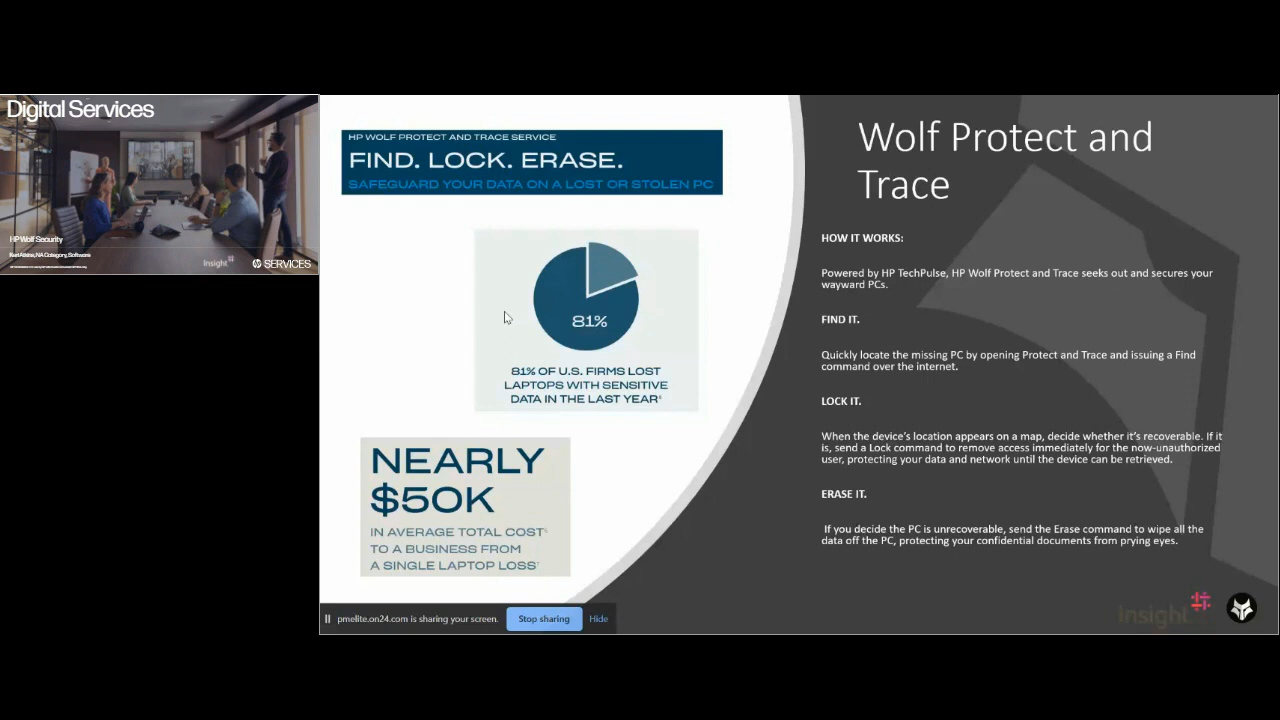 Digital Services
HP Wolf Security
Keri Atkins, NA Category, Software
Insight
SERVICES
HP WOLF PROTECT AND TRACE SERVICE
FIND. LOCK. ERASE.
SAFEGUARD YOUR DATA ON A LOST OR STOLEN PC
81%
81% OF U.S. FIRMS LOST
LAPTOPS WITH SENSITIVE
DATA IN THE LAST YEAR
NEARLY
$50K
IN AVERAGE TOTAL COST
TO A BUSINESS FROM
A SINGLE LAPTOP LOSS
pmelite.on24.com is sharing your screen.
Stop sharing
Hide
Wolf Protect and
Trace
HOW IT WORKS:
Powered by HP TechPulse, HP Wolf Protect and Trace seeks out and secures your
wayward PCs.
FIND IT.
Quickly locate the missing PC by opening Protect and Trace and issuing a Find
command over the internet.
LOCK IT.
When the device's location appears on a map, decide whether it's recoverable. If it
is, send a Lock command to remove access immediately for the now-unauthorized
user, protecting your data and network until the device can be retrieved.
ERASE IT.
If you decide the PC is unrecoverable, send the Erase command to wipe all the
data off the PC, protecting your confidential documents from prying eyes.
Insight